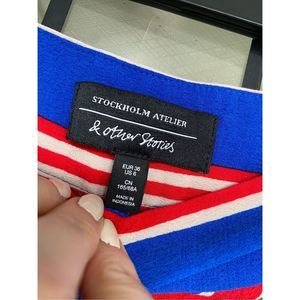 STOCKHOLM ATELIER
& other Stories
EUR 36
US 6
CN
165/68A
MADE IN
INDONESIA